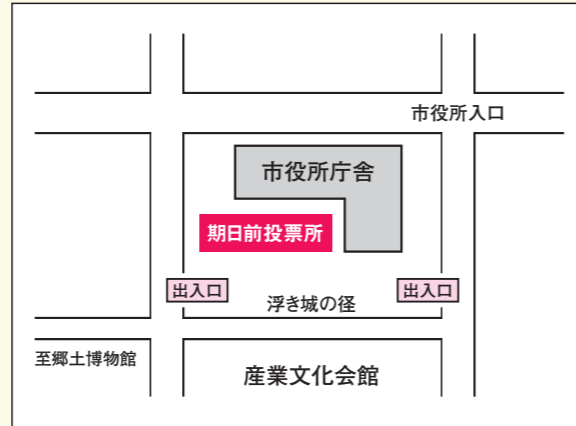 市役所入口
市役所庁舎
期日前投票所
出入口
浮き城の径
出入口
至郷土博物館
産業文化会館